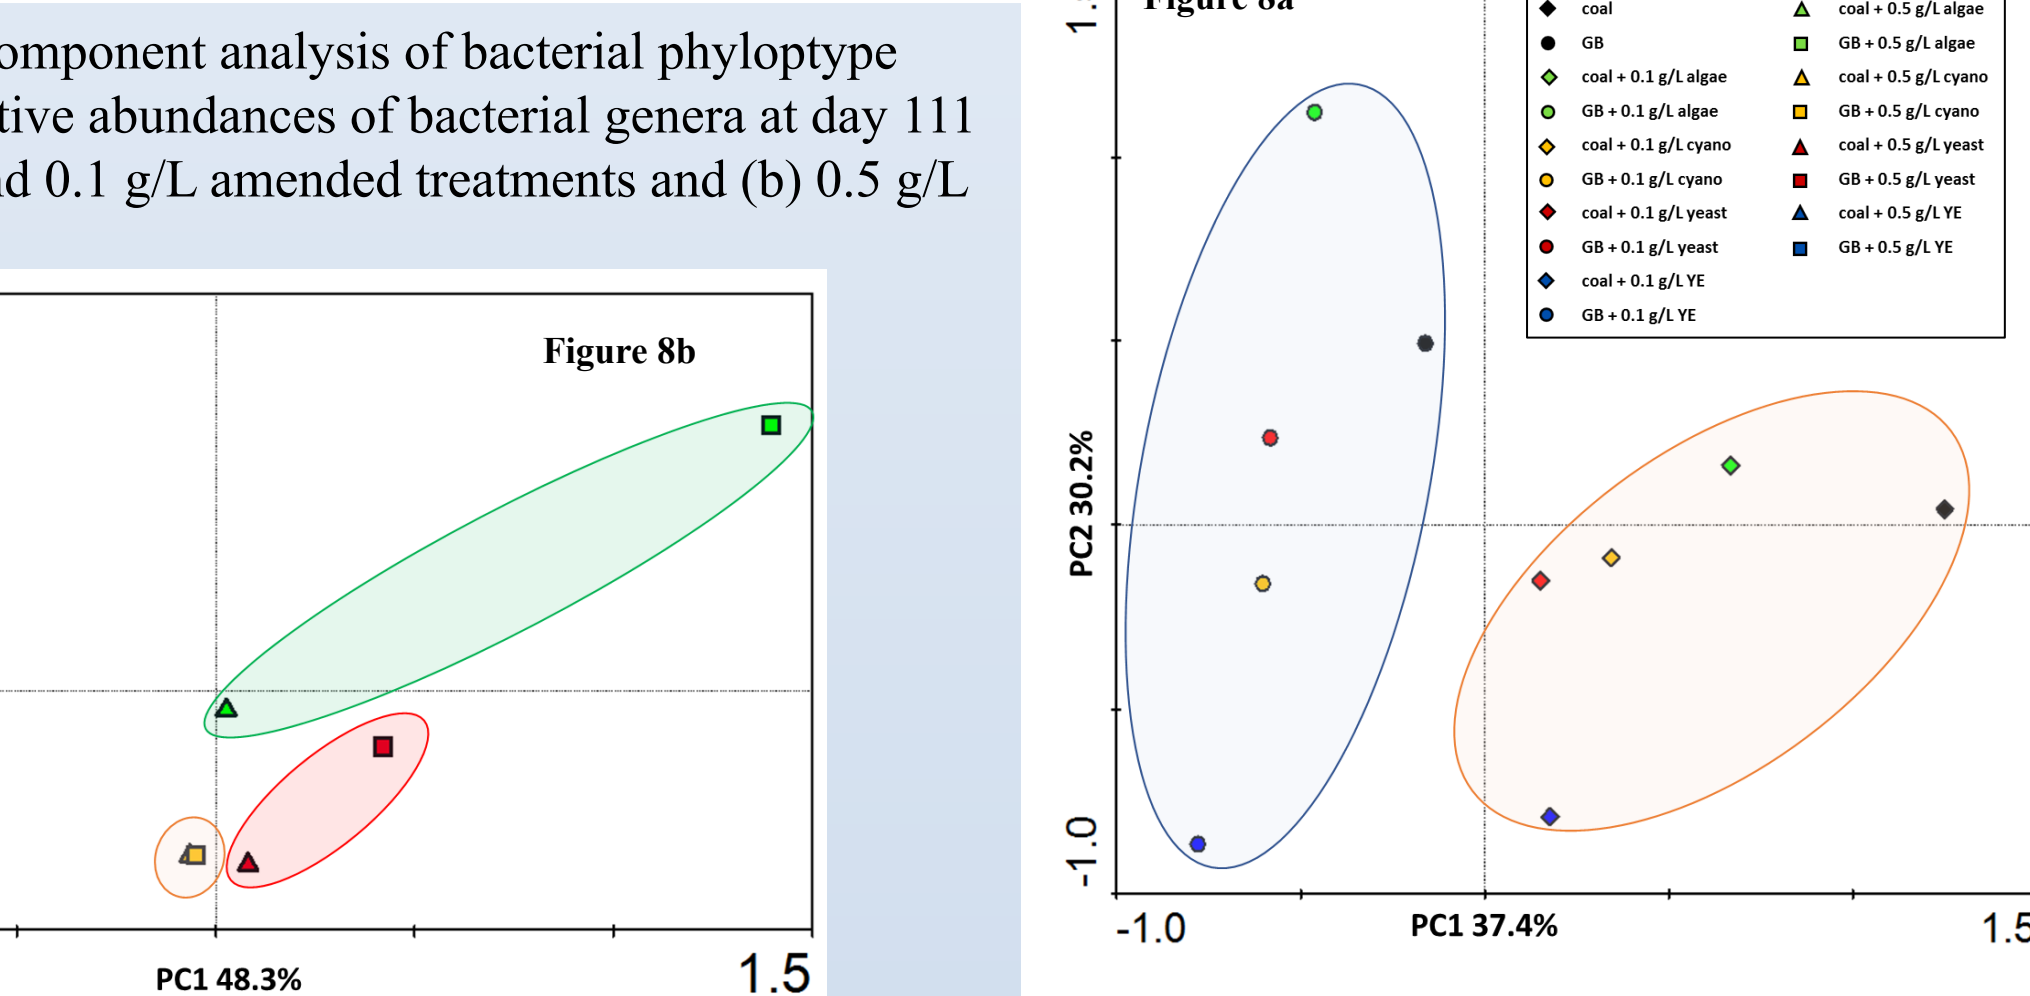 omponent analysis of bacterial phyloptype
tive abundances of bacterial genera at day 111
nd 0.1 g/L amended treatments and (b) 0.5 g/L
Figure 8b
PC1 48.3%
1.5
Figure 8a
coal
GB
coal + 0.1 g/L algae
GB + 0.1 g/L algae
coal + 0.1 g/L cyano
GB + 0.1 g/L cyano
coal + 0.1 g/L yeast
GB + 0.1 g/L yeast
coal + 0.1 g/L YE
GB + 0.1 g/L YE
coal + 0.5 g/L algae
GB + 0.5 g/L algae
coal + 0.5 g/L cyano
GB + 0.5 g/L cyano
coal + 0.5 g/L yeast
GB + 0.5 g/L yeast
coal + 0.5 g/L YE
GB + 0.5 g/L YE
PC2 30.2%
-1.0
-1.0
PC1 37.4%
1.5